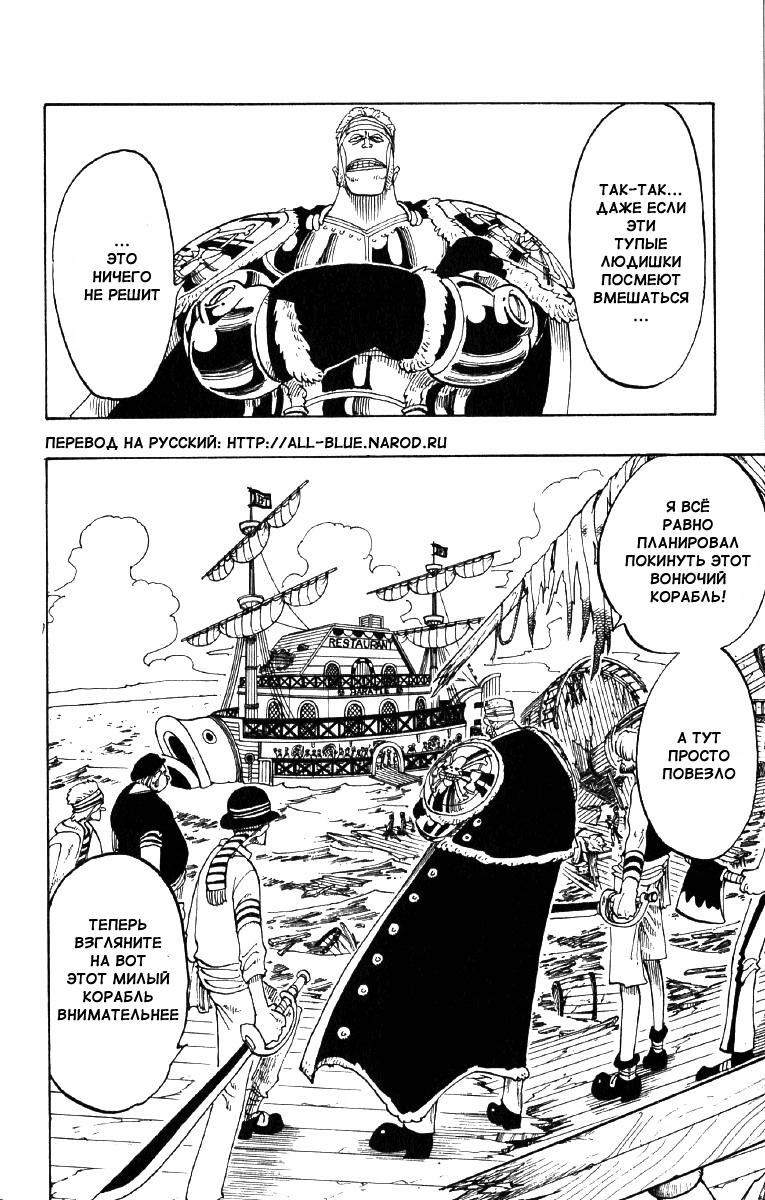 ТАК-ТАК...
ДАЖЕ ЕСЛИ
ЭТИ
ТУПЫЕ
ЛЮДИШКИ
ПОСМЕЮТ
ВМЕШАТЬСЯ
...
...
ЭТО
НИЧЕГО
НЕ РЕШИТ
ПЕРЕВОД НА РУССКИЙ: HTTP://ALL-BLUE.NAROD.RU
Я ВСЁ
РАВНО
ПЛАНИРОВАЛ
ПОКИНУТЬ ЭТОТ
ВОНЮЧИЙ
КОРАБЛЬ!
А ТУТ
ПРОСТО
ПОВЕЗЛО
RESTAURANT
BARATIE
ТЕПЕРЬ
ВЗГЛЯНИТЕ
НА ВОТ
ЭТОТ МИЛЫЙ
КОРАБЛЬ
ВНИМАТЕЛЬНЕЕ